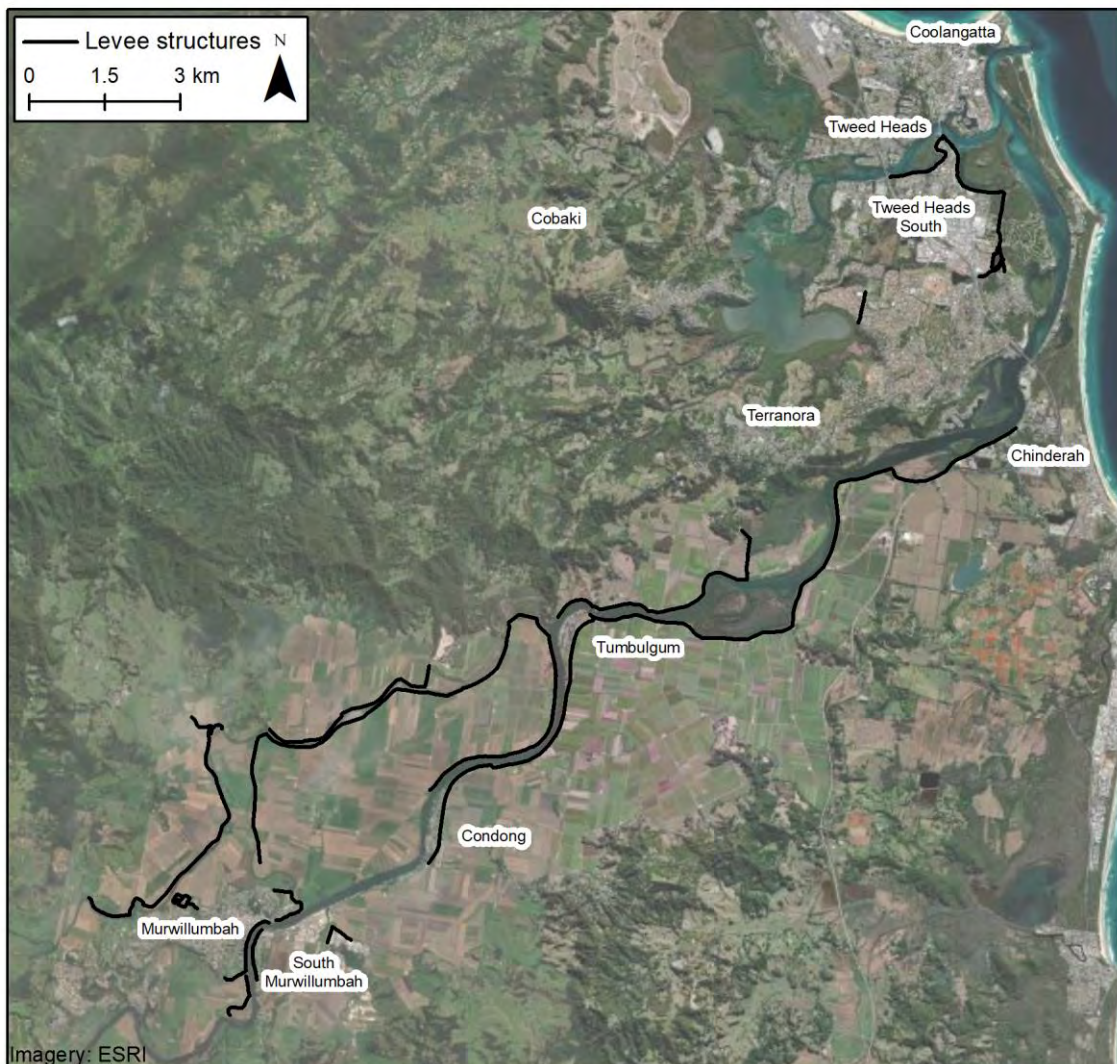 Levee structures
N
0 1.5 3 km
Coolangatta
Tweed Heads
Cobaki
Tweed Heads
South
Terranora
Chinderah
Tumbulgum
Condong
Murwillumbah
South
Murwillumbah
Imagery: ESRI